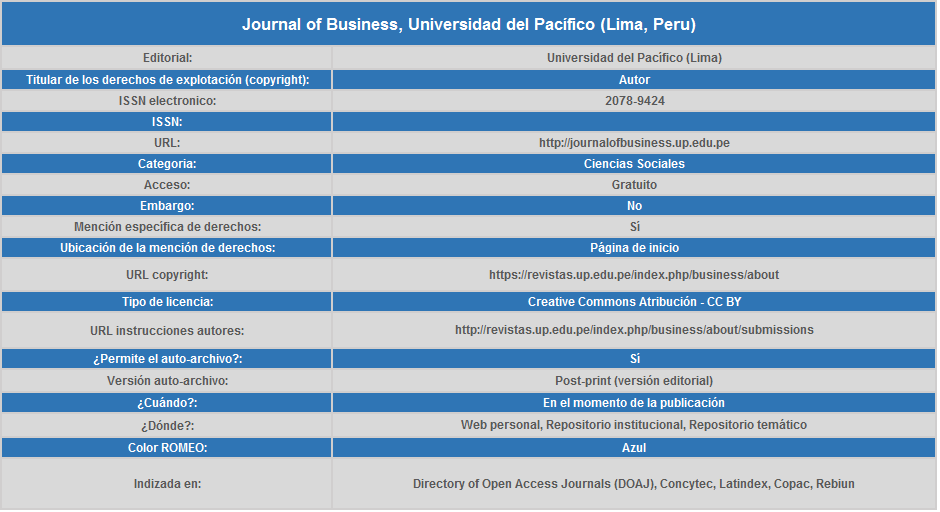 Journal of Business, Universidad del Pacífico (Lima, Peru)
Editorial: Universidad del Pacífico (Lima)
Titular de los derechos de explotación (copyright): Autor
ISSN electronico: 2078-9424
ISSN:
URL: http://journalofbusiness.up.edu.pe
Categoria: Ciencias Sociales
Acceso: Gratuito
Embargo: No
Mención específica de derechos: Sí
Ubicación de la mención de derechos: Página de inicio
URL copyright: https://revistas.up.edu.pe/index.php/business/about
Tipo de licencia: Creative Commons Atribución - CC BY
URL instrucciones autores: http://revistas.up.edu.pe/index.php/business/about/submissions
¿Permite el auto-archivo?: Sí
Versión auto-archivo: Post-print (versión editorial)
¿Cuándo?: En el momento de la publicación
¿Dónde?: Web personal, Repositorio institucional, Repositorio temático
Color ROMEO: Azul
Indizada en: Directory of Open Access Journals (DOAJ), Concytec, Latindex, Copac, Rebiun